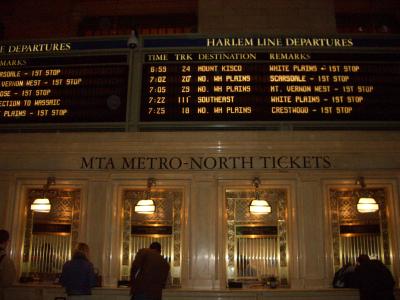 DEPARTURES
HARLEM LINE DEPARTURES
REMARKS
TIME TRK DESTINATION REMARKS
SCARSDALE - 1ST STOP
6:59 24 MOUNT KISCO WHITE PLAINS - 1ST STOP
VERNON WEST - 1ST STOP
7:02 20 NO. WH PLAINS SCARSDALE - 1ST STOP
- 1ST STOP
7:05 29 NO. WH PLAINS MT. VERNON WEST - 1ST STOP
TO WASSAIC
7:22 111 SOUTHEAST WHITE PLAINS - 1ST STOP
PLAINS - 1ST STOP
7:25 18 NO. WH PLAINS CRESTWOOD - 1ST STOP
MTA METRO-NORTH TICKETS